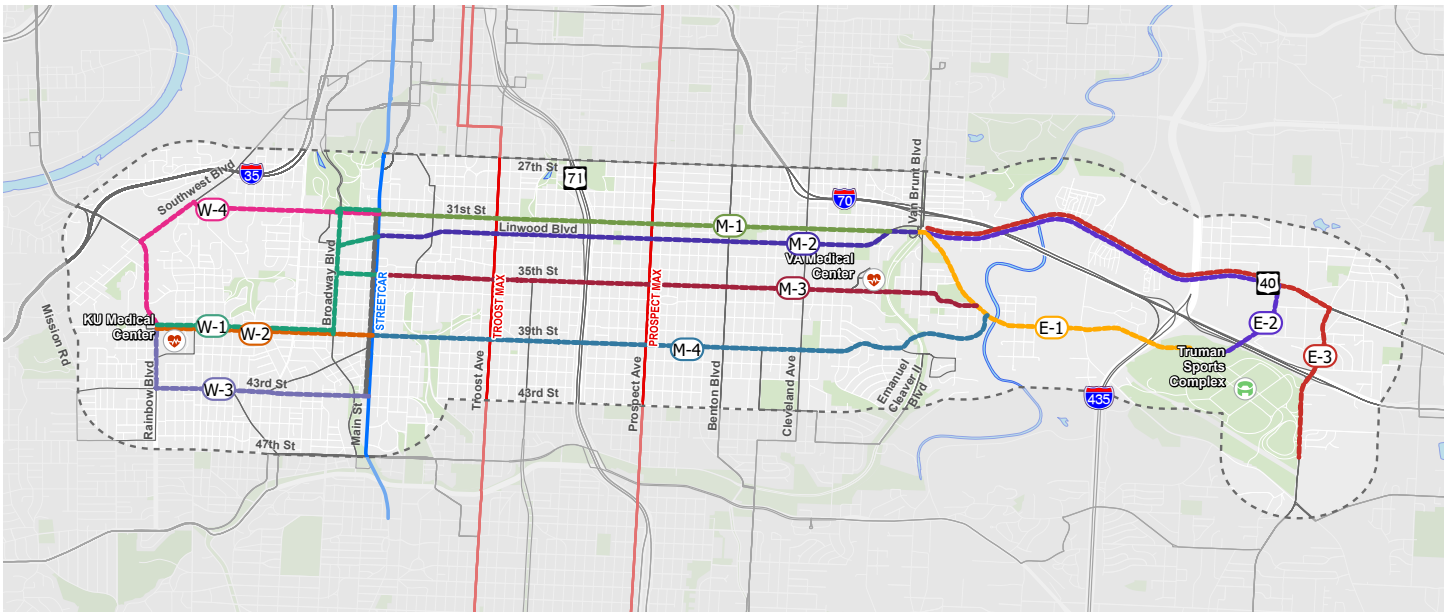 27th St
Southwest Blvd
35
71
70
Van Brunt Blvd
W-4
31st St
M-1
Linwood Blvd
M-2
VA Medical
Center
Broadway Blvd
STREETCAR
35th St
TROOST MAX
PROSPECT MAX
M-3
40
Mission Rd
KU Medical
Center
W-1
W-2
39th St
M-4
E-1
E-2
E-3
Truman
Sports
Complex
Rainbow Blvd
W-3
43rd St
Main St
Troost Ave
43rd St
Prospect Ave
Benton Blvd
Cleveland Ave
Emanuel
Cleaver II
Blvd
435
47th St